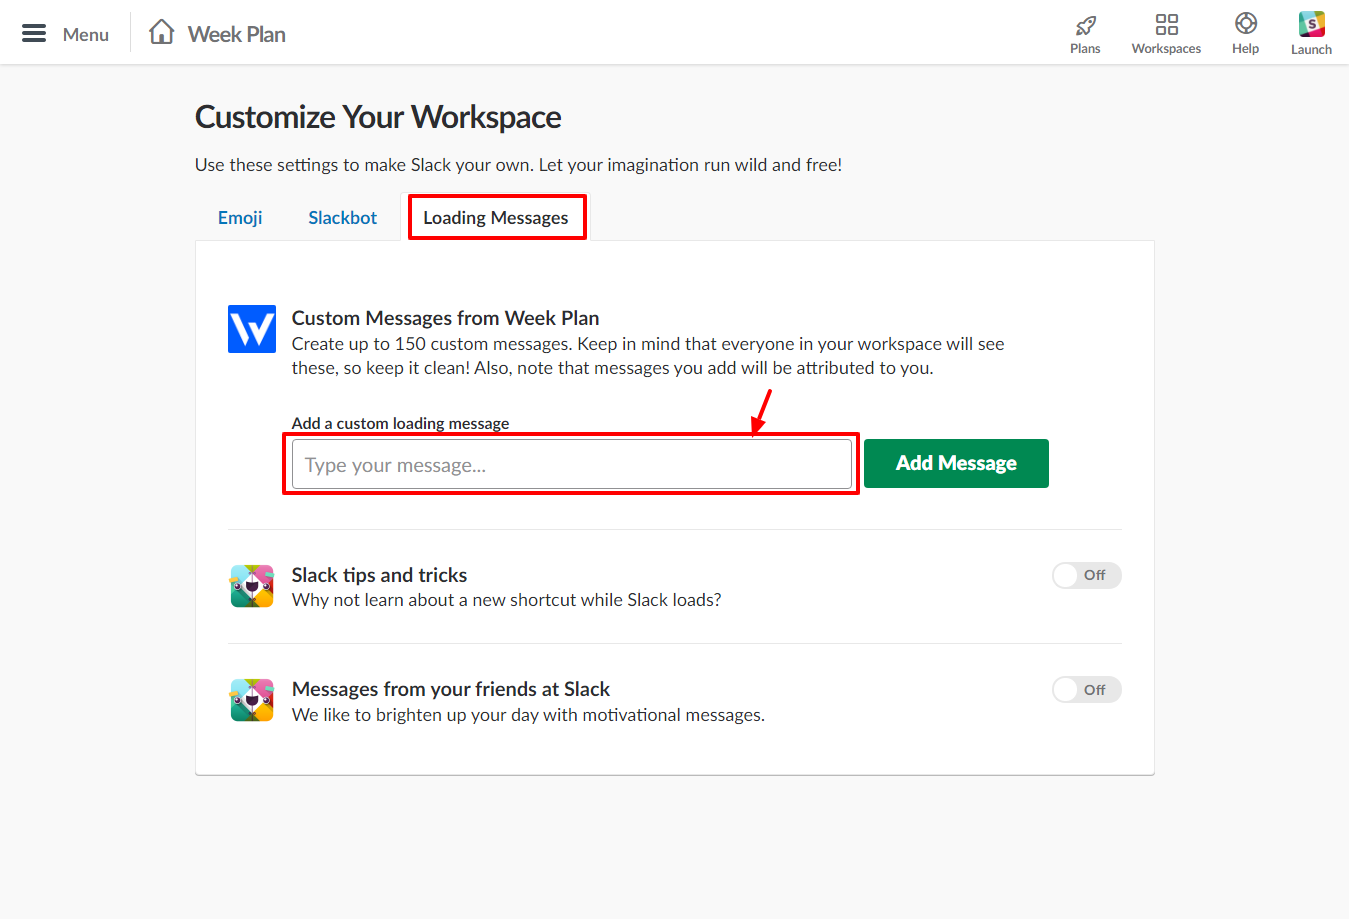 Menu
Week Plan
Plans
Workspaces
Help
S
Launch
Customize Your Workspace
Use these settings to make Slack your own. Let your imagination run wild and free!
Emoji
Slackbot
Loading Messages
W
Custom Messages from Week Plan
Create up to 150 custom messages. Keep in mind that everyone in your workspace will see
these, so keep it clean! Also, note that messages you add will be attributed to you.
Add a custom loading message
Type your message...
Add Message
Slack tips and tricks
Off
Why not learn about a new shortcut while Slack loads?
Messages from your friends at Slack
Off
We like to brighten up your day with motivational messages.